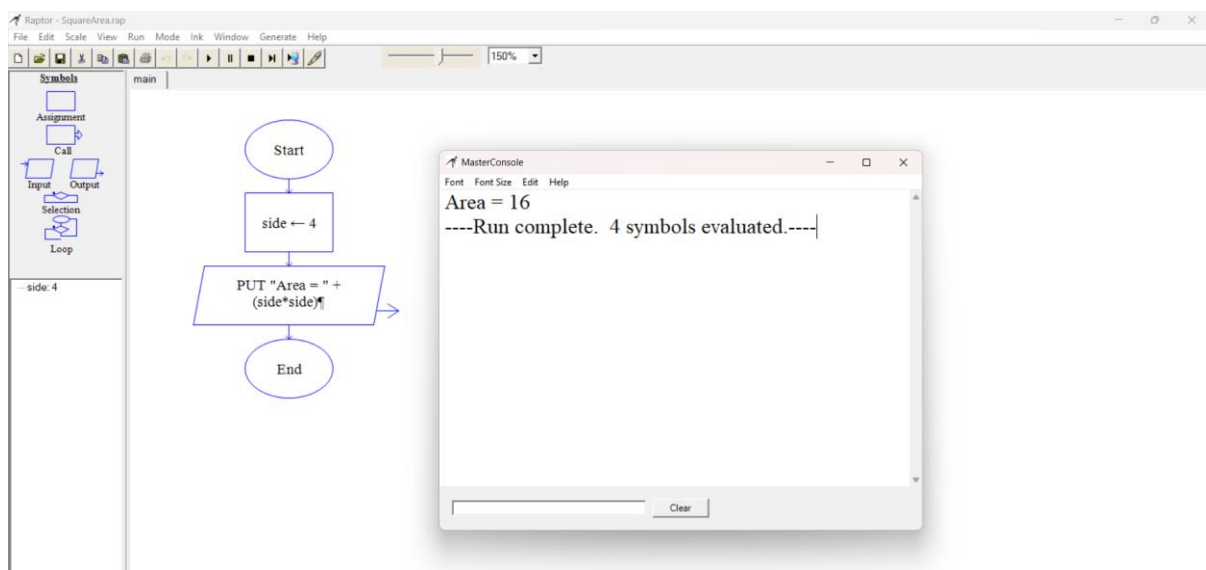 Raptor - SquareArea.rap
File Edit Scale View Run Mode Ink Window Generate Help
150%
Symbols
Assignment
Call
Input Output
Selection
Loop
side: 4
main
Start
side ← 4
PUT "Area = " +
(side*side)¶
End
MasterConsole
Font Font Size Edit Help
Area = 16
----Run complete.  4 symbols evaluated.----
Clear